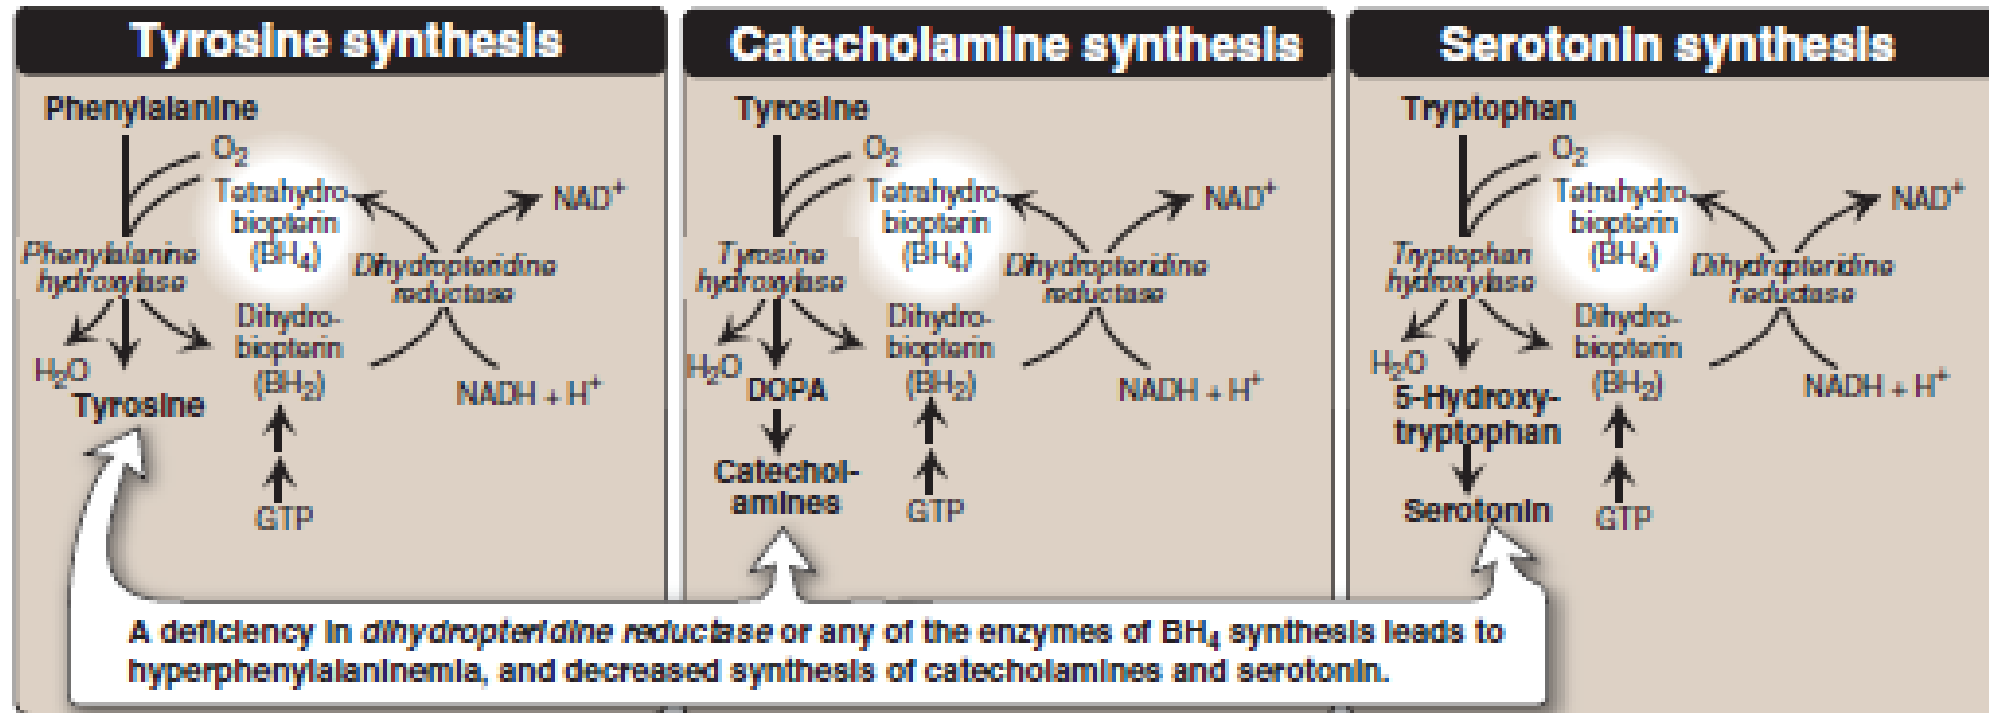 Tyrosine synthesis
Phenylalanine
O2
Tetrahydro-
biopterin
(BH4)
NAD+
Phenylalanine
hydroxylase
Dihydropteridine
reductase
Dihydro-
biopterin
(BH2)
H2O
Tyrosine
NADH + H+
GTP
Catecholamine synthesis
Tyrosine
O2
Tetrahydro-
biopterin
(BH4)
NAD+
Tyrosine
hydroxylase
Dihydropteridine
reductase
Dihydro-
biopterin
(BH2)
H2O
DOPA
NADH + H+
Catechol-
amines
GTP
Serotonin synthesis
Tryptophan
O2
Tetrahydro-
biopterin
(BH4)
NAD+
Tryptophan
hydroxylase
Dihydropteridine
reductase
Dihydro-
biopterin
(BH2)
H2O
5-Hydroxy-
tryptophan
NADH + H+
Serotonin
GTP
A deficiency in dihydropteridine reductase or any of the enzymes of BH4 synthesis leads to
hyperphenylalaninemia, and decreased synthesis of catecholamines and serotonin.